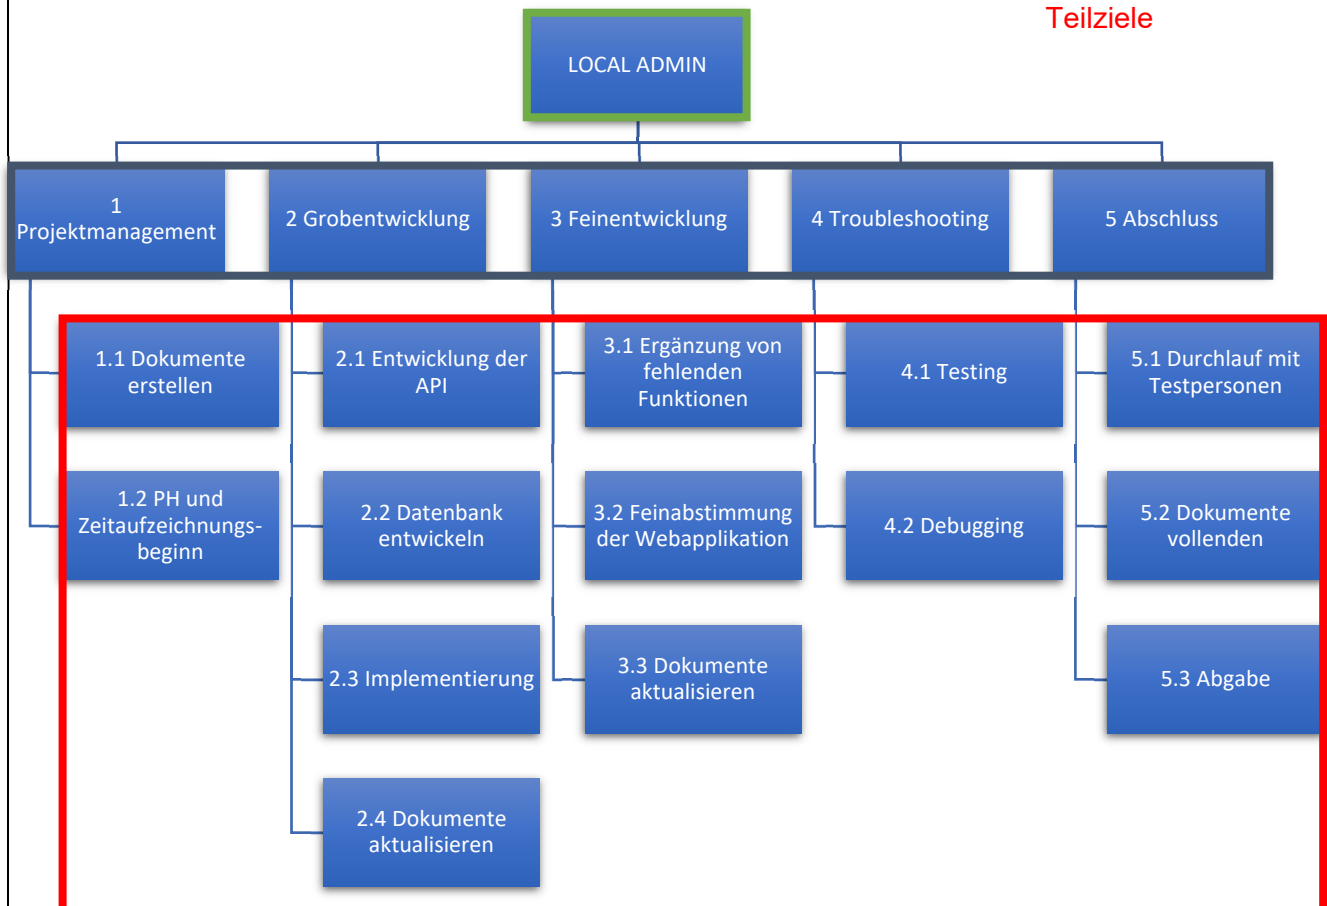 Teilziele
LOCAL ADMIN
1
Projektmanagement
2 Grobentwicklung
3 Feinentwicklung
4 Troubleshooting
5 Abschluss
1.1 Dokumente
erstellen
1.2 PH und
Zeitaufzeichnungs-
beginn
2.1 Entwicklung der
API
2.2 Datenbank
entwickeln
2.3 Implementierung
2.4 Dokumente
aktualisieren
3.1 Ergänzung von
fehlenden
Funktionen
3.2 Feinabstimmung
der Webapplikation
3.3 Dokumente
aktualisieren
4.1 Testing
4.2 Debugging
5.1 Durchlauf mit
Testpersonen
5.2 Dokumente
vollenden
5.3 Abgabe